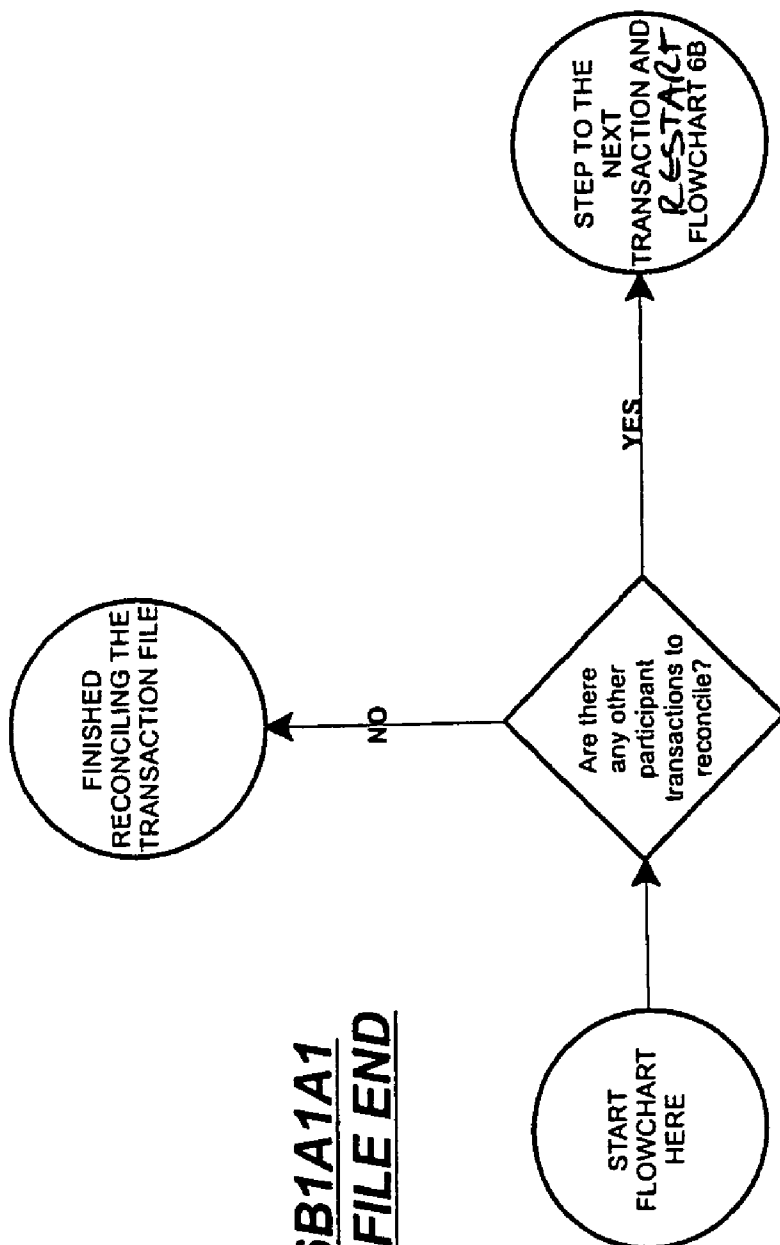 6B1A1A1
FILE END
START
FLOWCHART
HERE
Are there
any other
participant
transactions to
reconcile?
NO
FINISHED
RECONCILING THE
TRANSACTION FILE
YES
STEP TO THE
NEXT
TRANSACTION AND
RESTART
FLOWCHART 6B